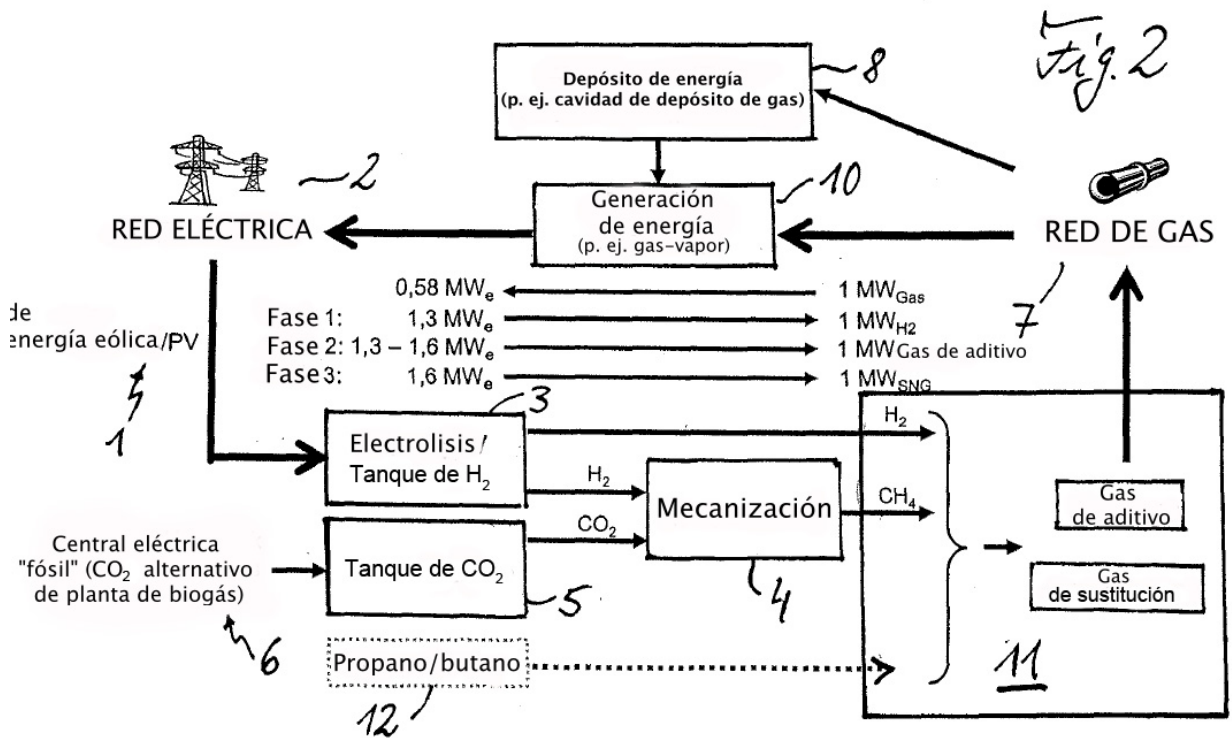 Fig. 2
Depósito de energía
(p. ej. cavidad de depósito de gas)
8
2
RED ELÉCTRICA
Generación
de energía
(p. ej. gas-vapor)
10
RED DE GAS
7
0,58 MWe
1 MWGas
Fase 1: 1,3 MWe
1 MWH2
Fase 2: 1,3 – 1,6 MWe
1 MWGas de aditivo
Fase 3: 1,6 MWe
1 MWSNG
de
energía eólica/PV
1
3
Electrolisis/
Tanque de H2
H2
H2
CO2
Mecanización
4
CH4
Gas
de aditivo
Gas
de sustitución
11
Central eléctrica
"fósil" (CO2 alternativo
de planta de biogás)
6
Tanque de CO2
5
Propano/butano
12